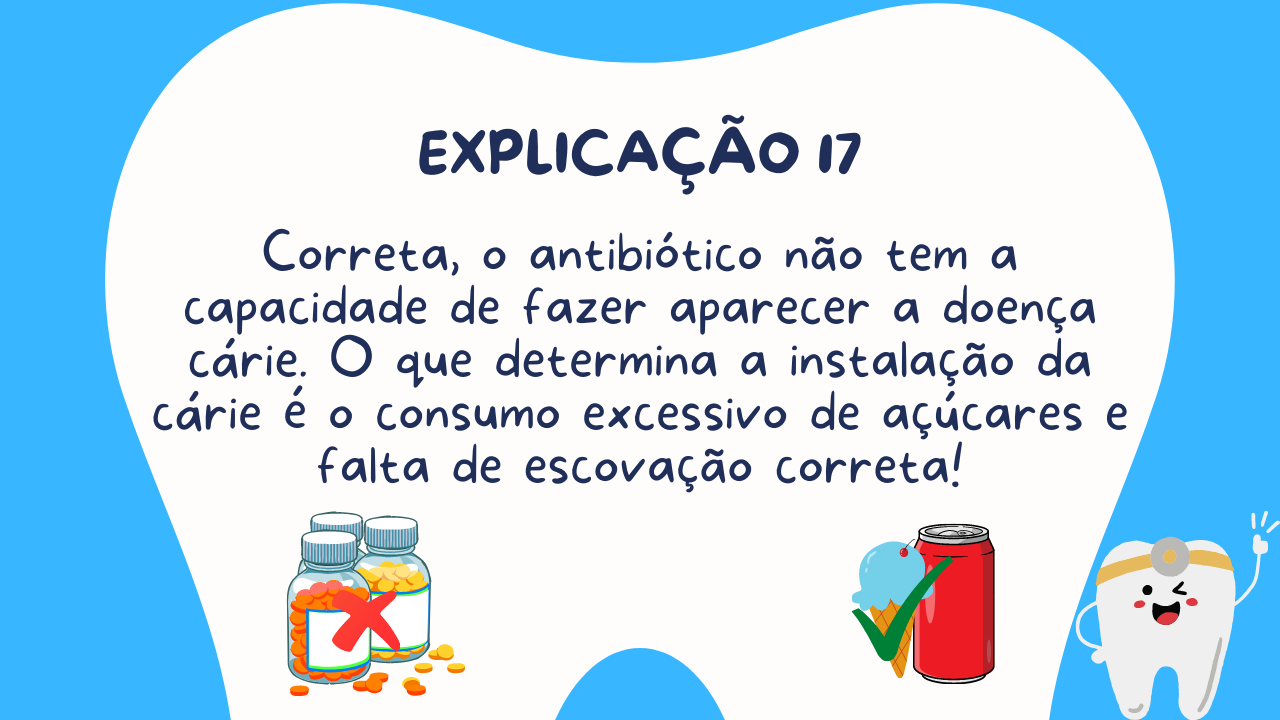 EXPLICAÇÃO 17
Correta, o antibiótico não tem a
capacidade de fazer aparecer a doença
cárie. O que determina a instalação da
cárie é o consumo excessivo de açúcares e
falta de escovação correta!